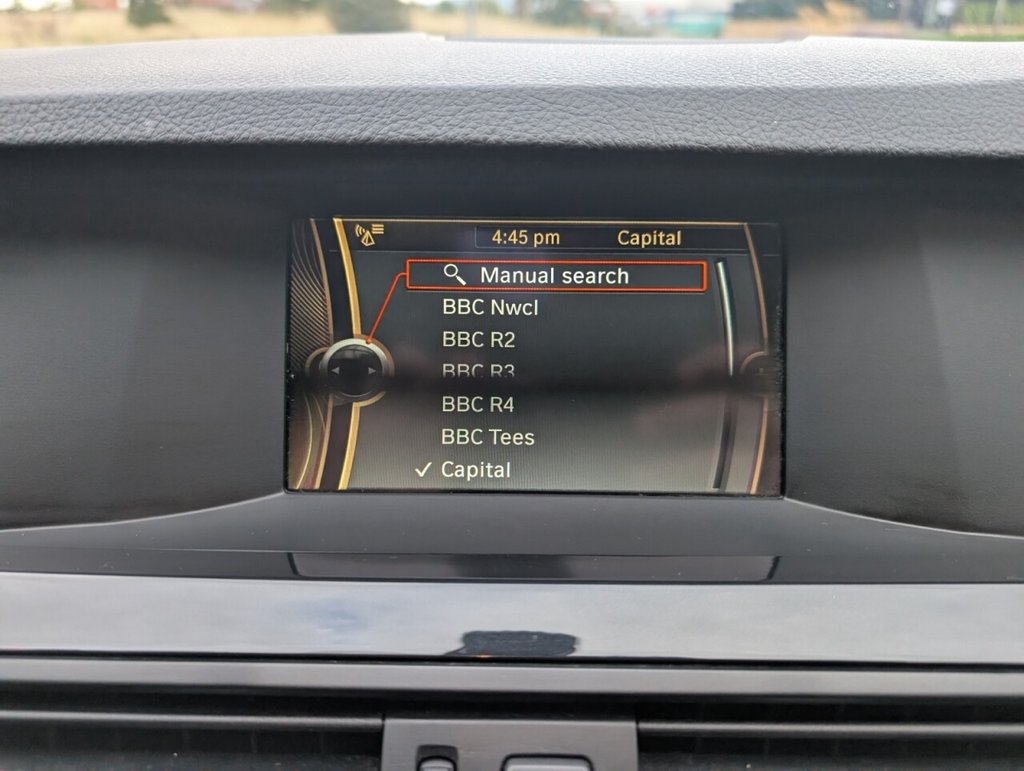 4:45 pm Capital
Manual search
BBC Nwcl
BBC R2
BBC R3
BBC R4
BBC Tees
✓ Capital